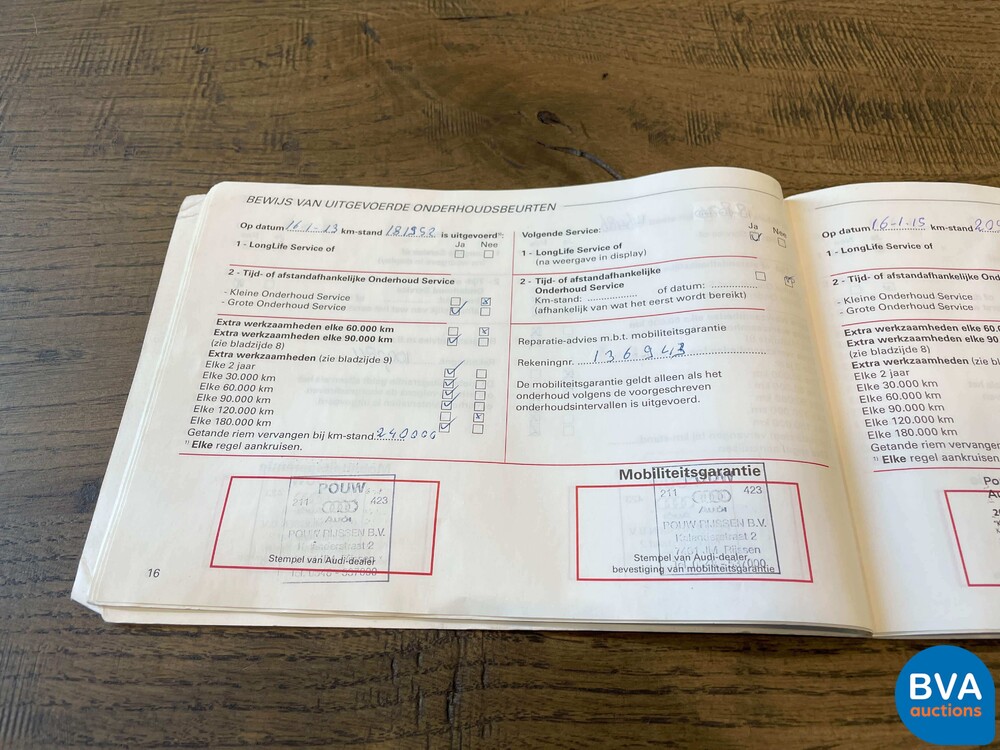 BEWIJS VAN UITGEVOERDE ONDERHOUDSBEURTEN
Op datum 16-1-13 km-stand 181952 is uitgevoerd¹⁾:
Ja Nee
1 - LongLife Service of
2 - Tijd- of afstandafhankelijke Onderhoud Service
- Kleine Onderhoud Service
- Grote Onderhoud Service
Extra werkzaamheden elke 60.000 km
Extra werkzaamheden elke 90.000 km
(zie bladzijde 8)
Extra werkzaamheden (zie bladzijde 9)
Elke 2 jaar
Elke 30.000 km
Elke 60.000 km
Elke 90.000 km
Elke 120.000 km
Elke 180.000 km
Getande riem vervangen bij km-stand 240000
¹⁾ Elke regel aankruisen.
POUW
211 423
Audi
POUW RIJSSEN B.V.
Stempel van Audi-dealer
16
Volgende Service:
Ja Nee
1 - LongLife Service of
(na weergave in display)
2 - Tijd- of afstandafhankelijke
Onderhoud Service
Km-stand: .............. of datum: ..............
(afhankelijk van wat het eerst wordt bereikt)
Reparatie-advies m.b.t. mobiliteitsgarantie
Rekeningnr. 136943
De mobiliteitsgarantie geldt alleen als het
onderhoud volgens de voorgeschreven
onderhoudsintervallen is uitgevoerd.
Mobiliteitsgarantie
POUW
211 423
Audi
POUW RIJSSEN B.V.
Stempel van Audi-dealer
bevestiging van mobiliteitsgarantie
Op datum 16-1-15 km-stand
1 - LongLife Service of
2 - Tijd- of afstandafhankelijke
- Kleine Onderhoud Service
- Grote Onderhoud Service
Extra werkzaamheden elke
Extra werkzaamheden elke 90
(zie bladzijde 8)
Extra werkzaamheden
Elke 2 jaar
Elke 30.000 km
Elke 60.000 km
Elke 90.000 km
Elke 120.000 km
Elke 180.000 km
Getande riem vervangen
¹⁾ Elke regel aankruisen.
BVA
auctions